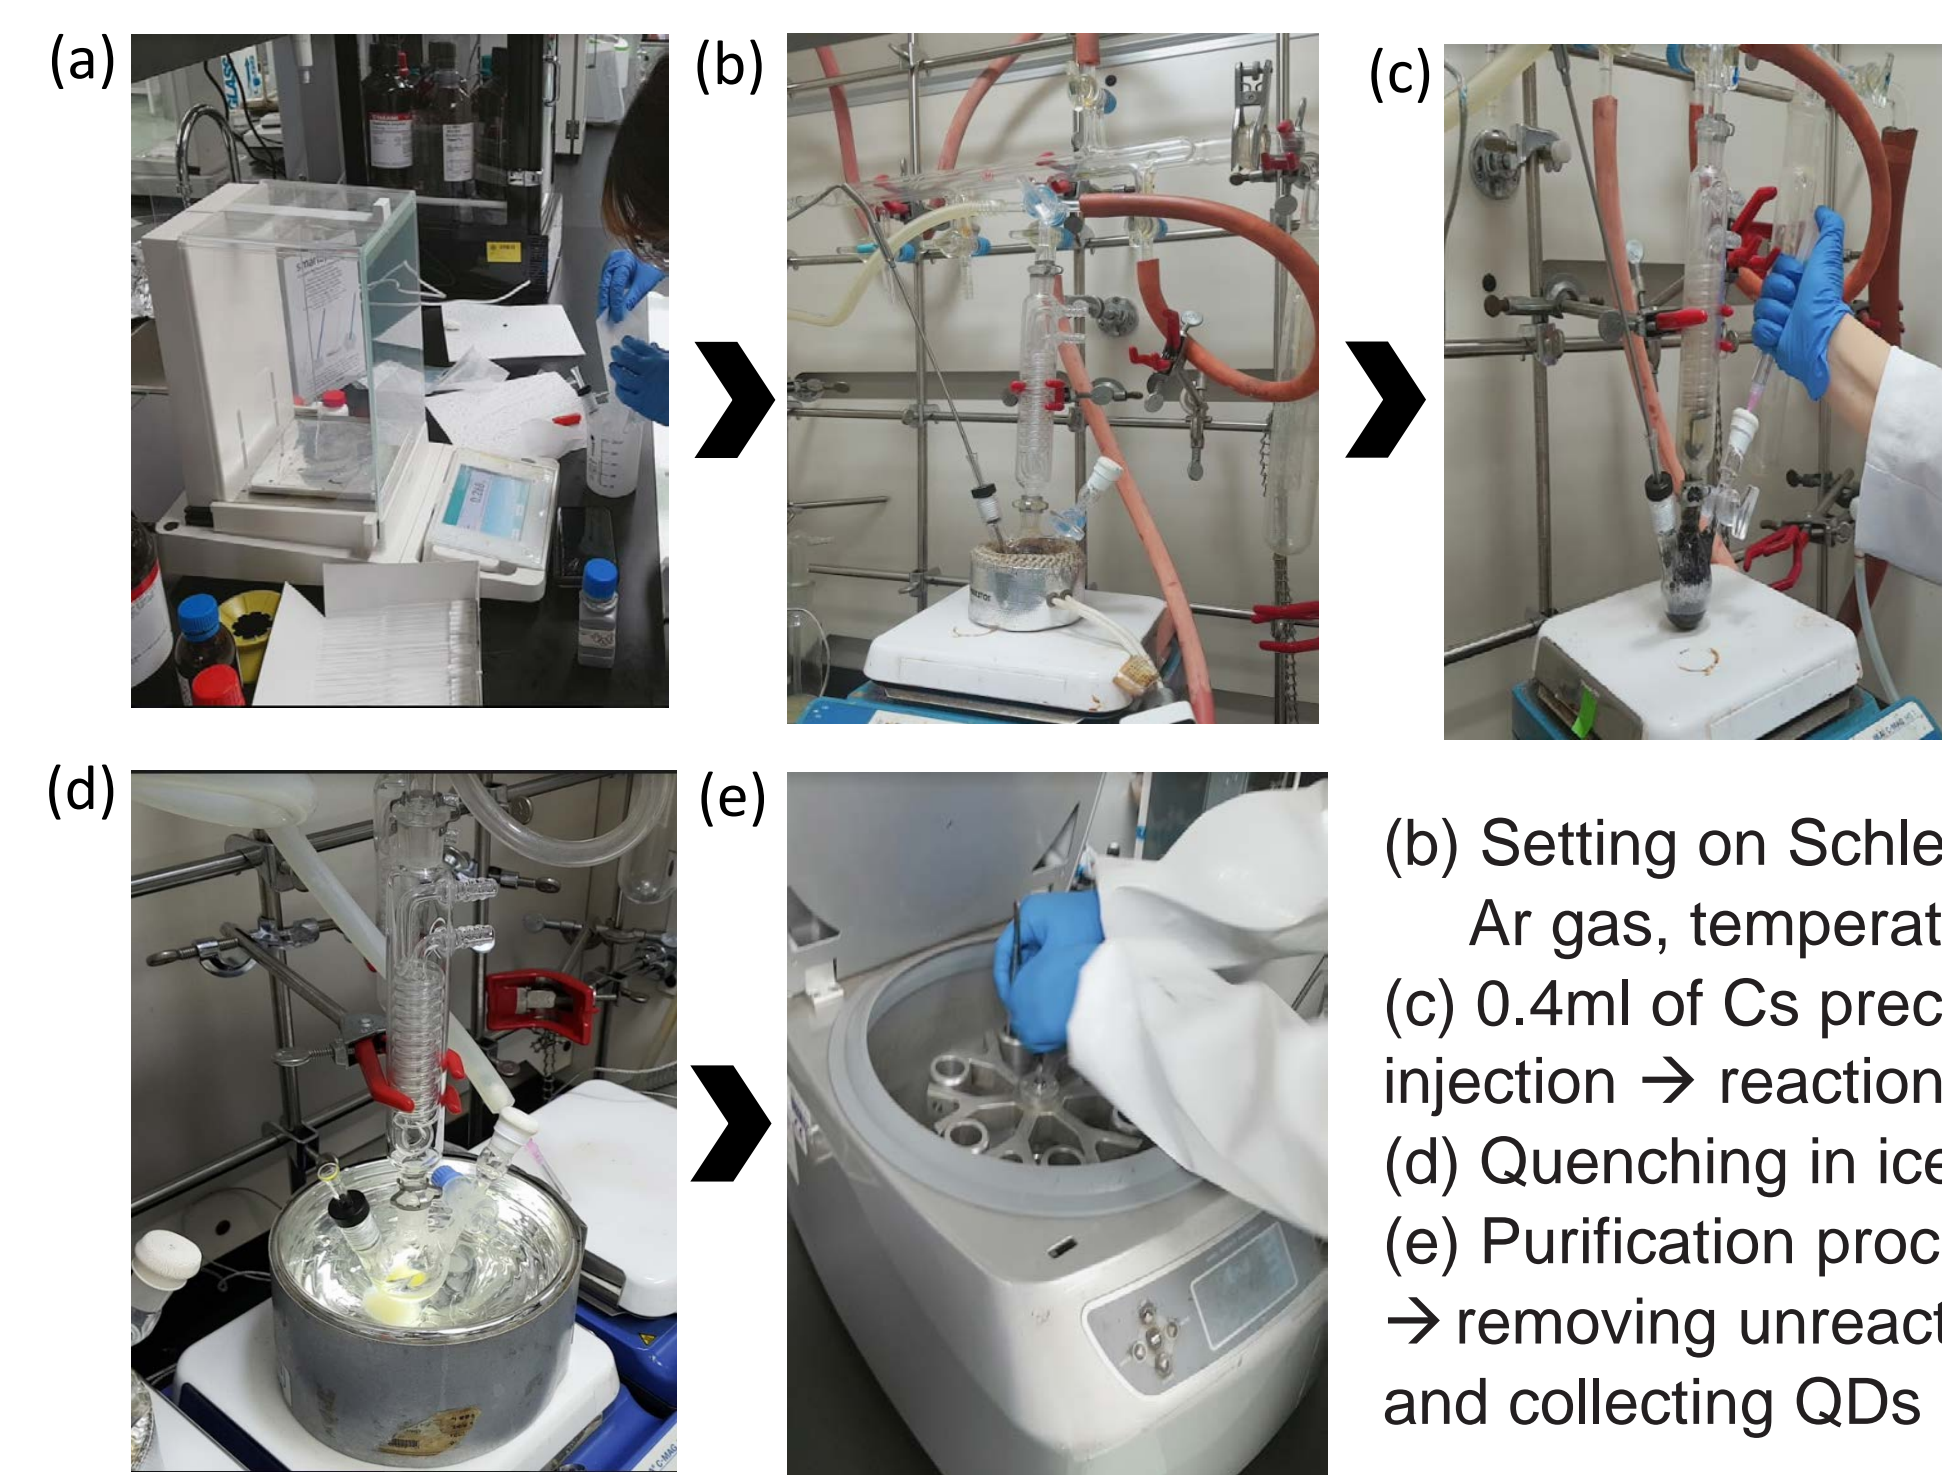 (a)
(b)
(c)
(d)
(e)
(b) Setting on Schle
Ar gas, temperat
(c) 0.4ml of Cs prec
injection → reaction
(d) Quenching in ice
(e) Purification proc
→ removing unreact
and collecting QDs